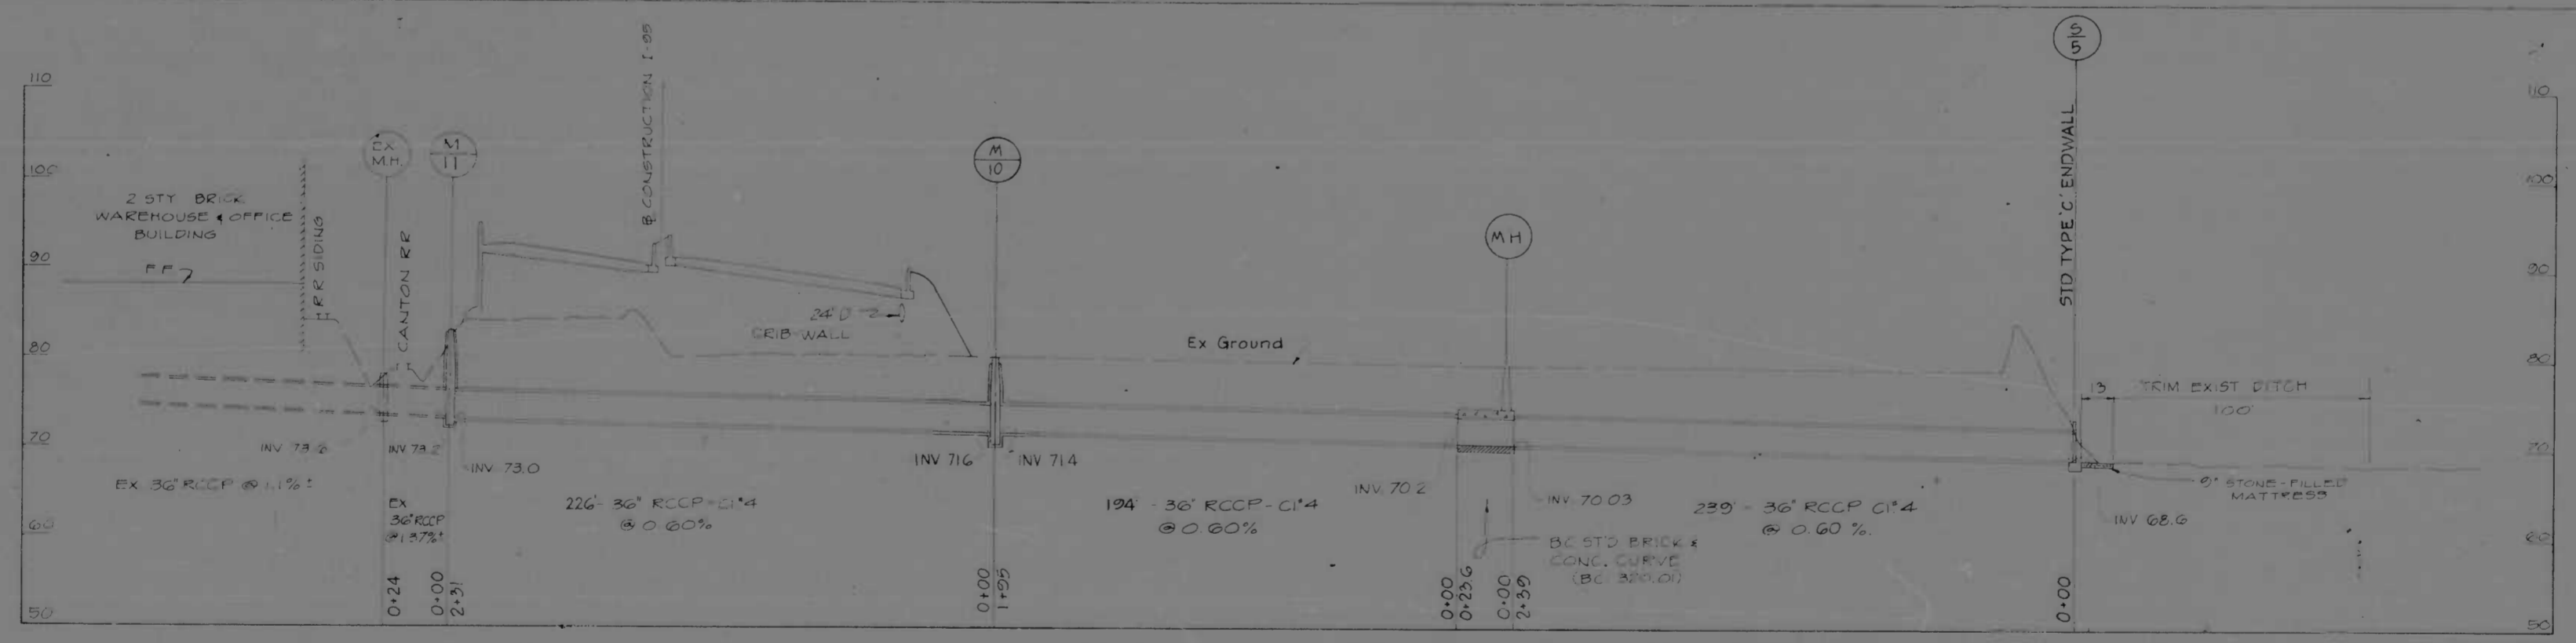 110
100
90
80
70
60
50
2 STY BRICK
WAREHOUSE & OFFICE
BUILDING
FF
RR SIDING
EX
M.H.
CANTON RR
M
11
℄ CONSTRUCTION I-95
24" D
CRIB WALL
M
10
Ex Ground
MH
S
5
STD TYPE 'C' ENDWALL
13
TRIM EXIST DITCH
100'
9" STONE-FILLED
MATTRESS
INV 68.6
INV 73.6
INV 73.2
INV 73.0
EX 36" RCCP @ 1.1% ±
EX
36" RCCP
@ 1.37% ±
226' - 36" RCCP - Cl. 4
@ 0.60%
INV 71.6
INV 71.4
194' - 36" RCCP - Cl. 4
@ 0.60%
INV. 70.2
INV 70.03
BC STD BRICK &
CONC. CURVE
(BC 320.01)
239' - 36" RCCP Cl. 4
@ 0.60 %.
0+24
0+00
2+31
0+00
1+95
0+00
0+23.6
0+00
2+39
0+00
110
100
90
80
70
60
50